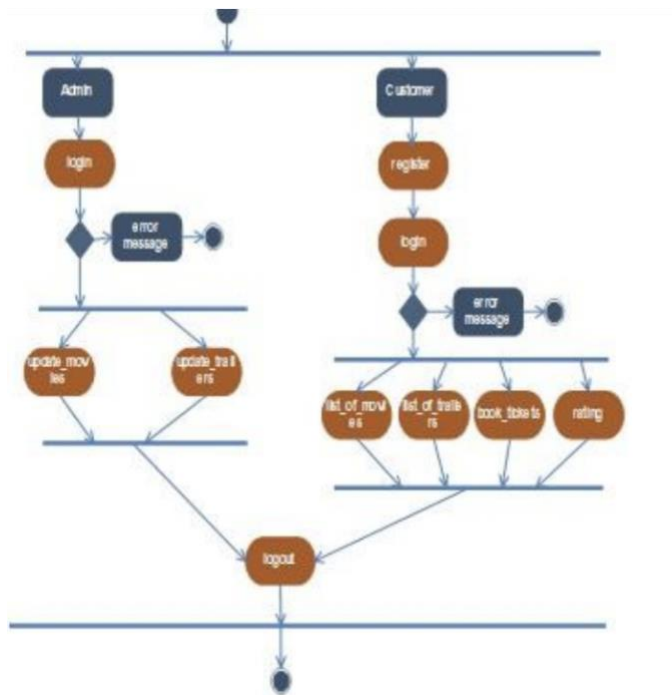 Admin
Customer
login
register
error
message
login
error
message
update_mov
ies
update_trail
ers
list_of_movi
es
list_of_traile
rs
book_tickets
rating
logout